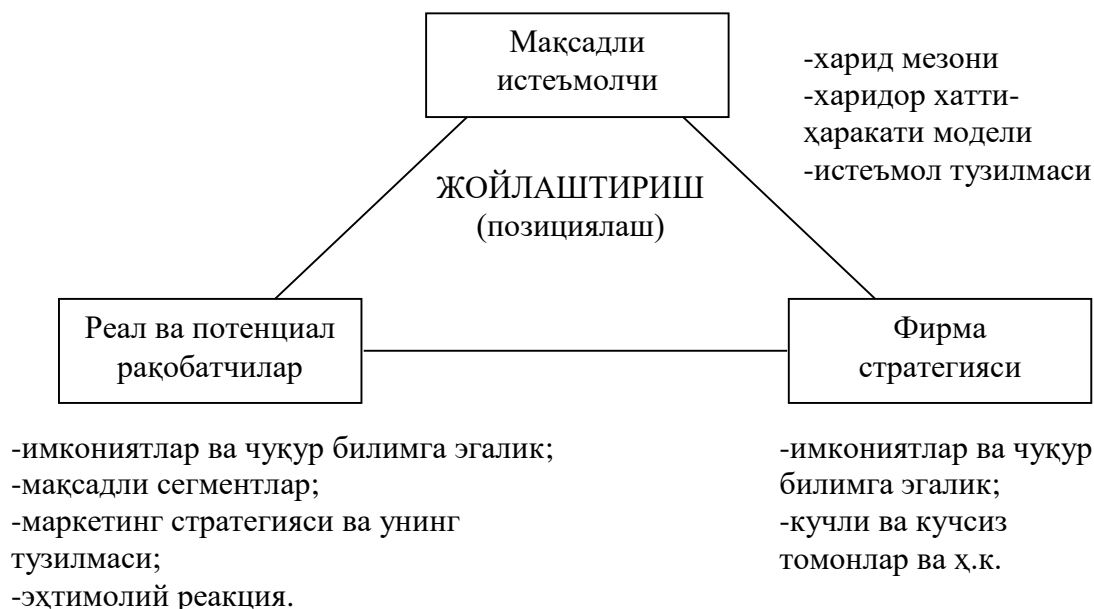 Мақсадли
истеъмолчи
-харид мезони
-харидор хатти-
ҳаракати модели
-истеъмол тузилмаси
ЖОЙЛАШТИРИШ
(позициялаш)
Реал ва потенциал
рақобатчилар
Фирма
стратегияси
-имкониятлар ва чуқур билимга эгалик;
-мақсадли сегментлар;
-маркетинг стратегияси ва унинг
тузилмаси;
-эҳтимолий реакция.
-имкониятлар ва чуқур
билимга эгалик;
-кучли ва кучсиз
томонлар ва ҳ.к.